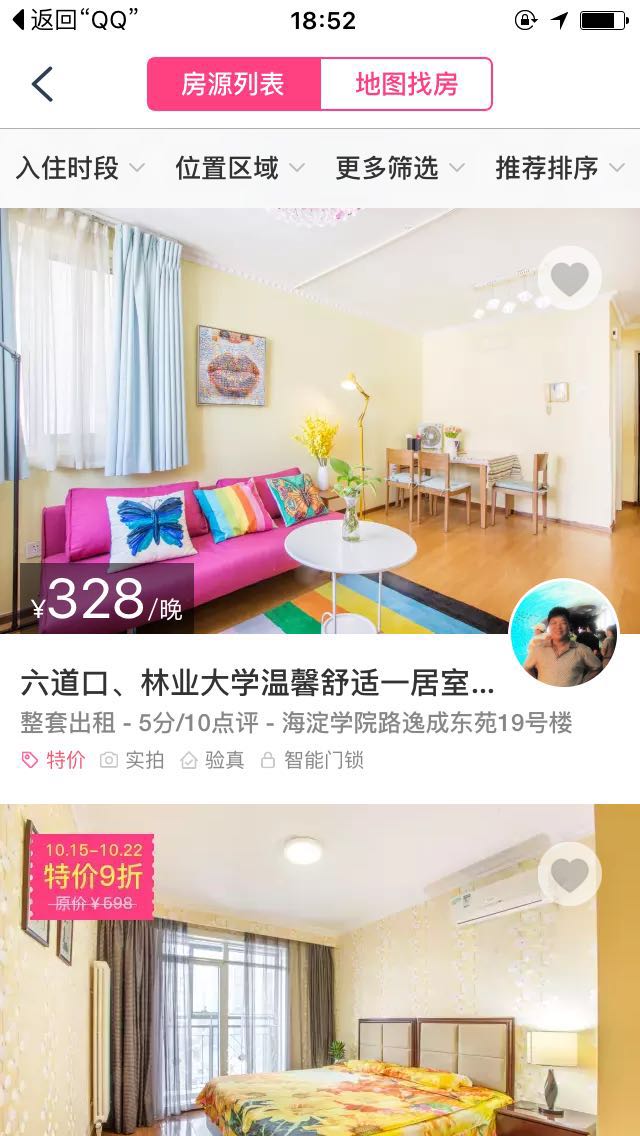 返回“QQ”
18:52
房源列表
地图找房
入住时段
位置区域
更多筛选
推荐排序
¥328/晚
六道口、林业大学温馨舒适一居室...
整套出租 - 5分/10点评 - 海淀学院路逸成东苑19号楼
特价 实拍 验真 智能门锁
10.15-10.22
特价9折
原价¥598